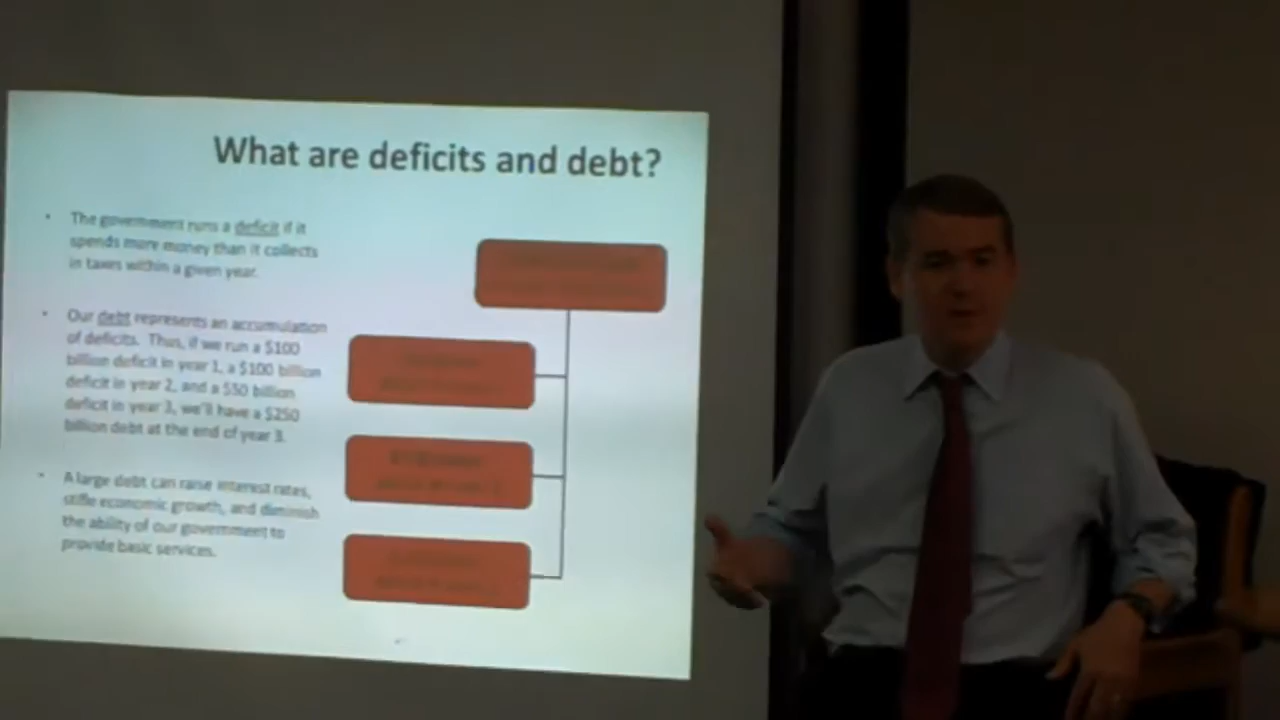 What are deficits and debt?
• The government runs a deficit if it
spends more money than it collects
in taxes within a given year.
• Our debt represents an accumulation
of deficits. Thus, if we run a $100
billion deficit in year 1, a $100 billion
deficit in year 2, and a $50 billion
deficit in year 3, we'll have a $250
billion debt at the end of year 3.
• A large debt can raise interest rates,
stifle economic growth, and diminish
the ability of our government to
provide basic services.